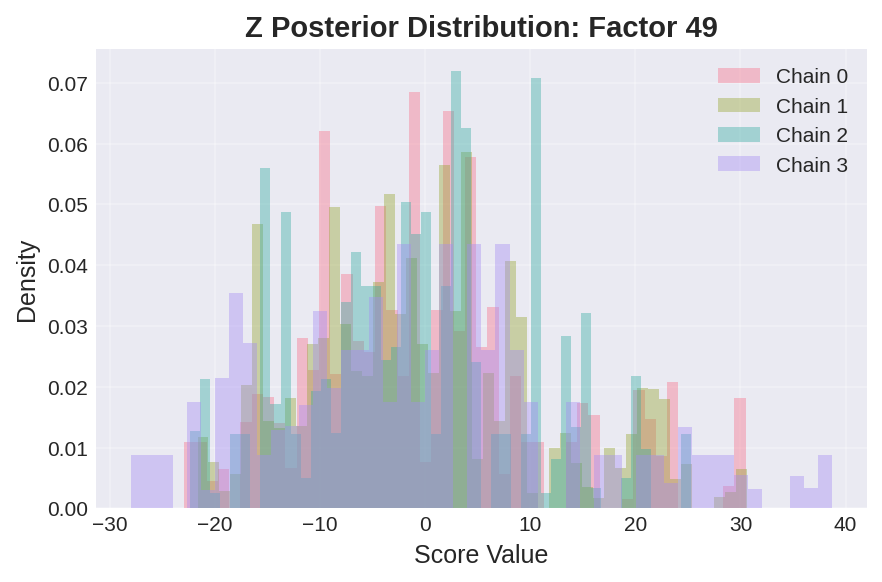 Z Posterior Distribution: Factor 49
Chain 0
Chain 1
Chain 2
Chain 3
Density
0.07
0.06
0.05
0.04
0.03
0.02
0.01
0.00
−30 −20 −10 0 10 20 30 40
Score Value